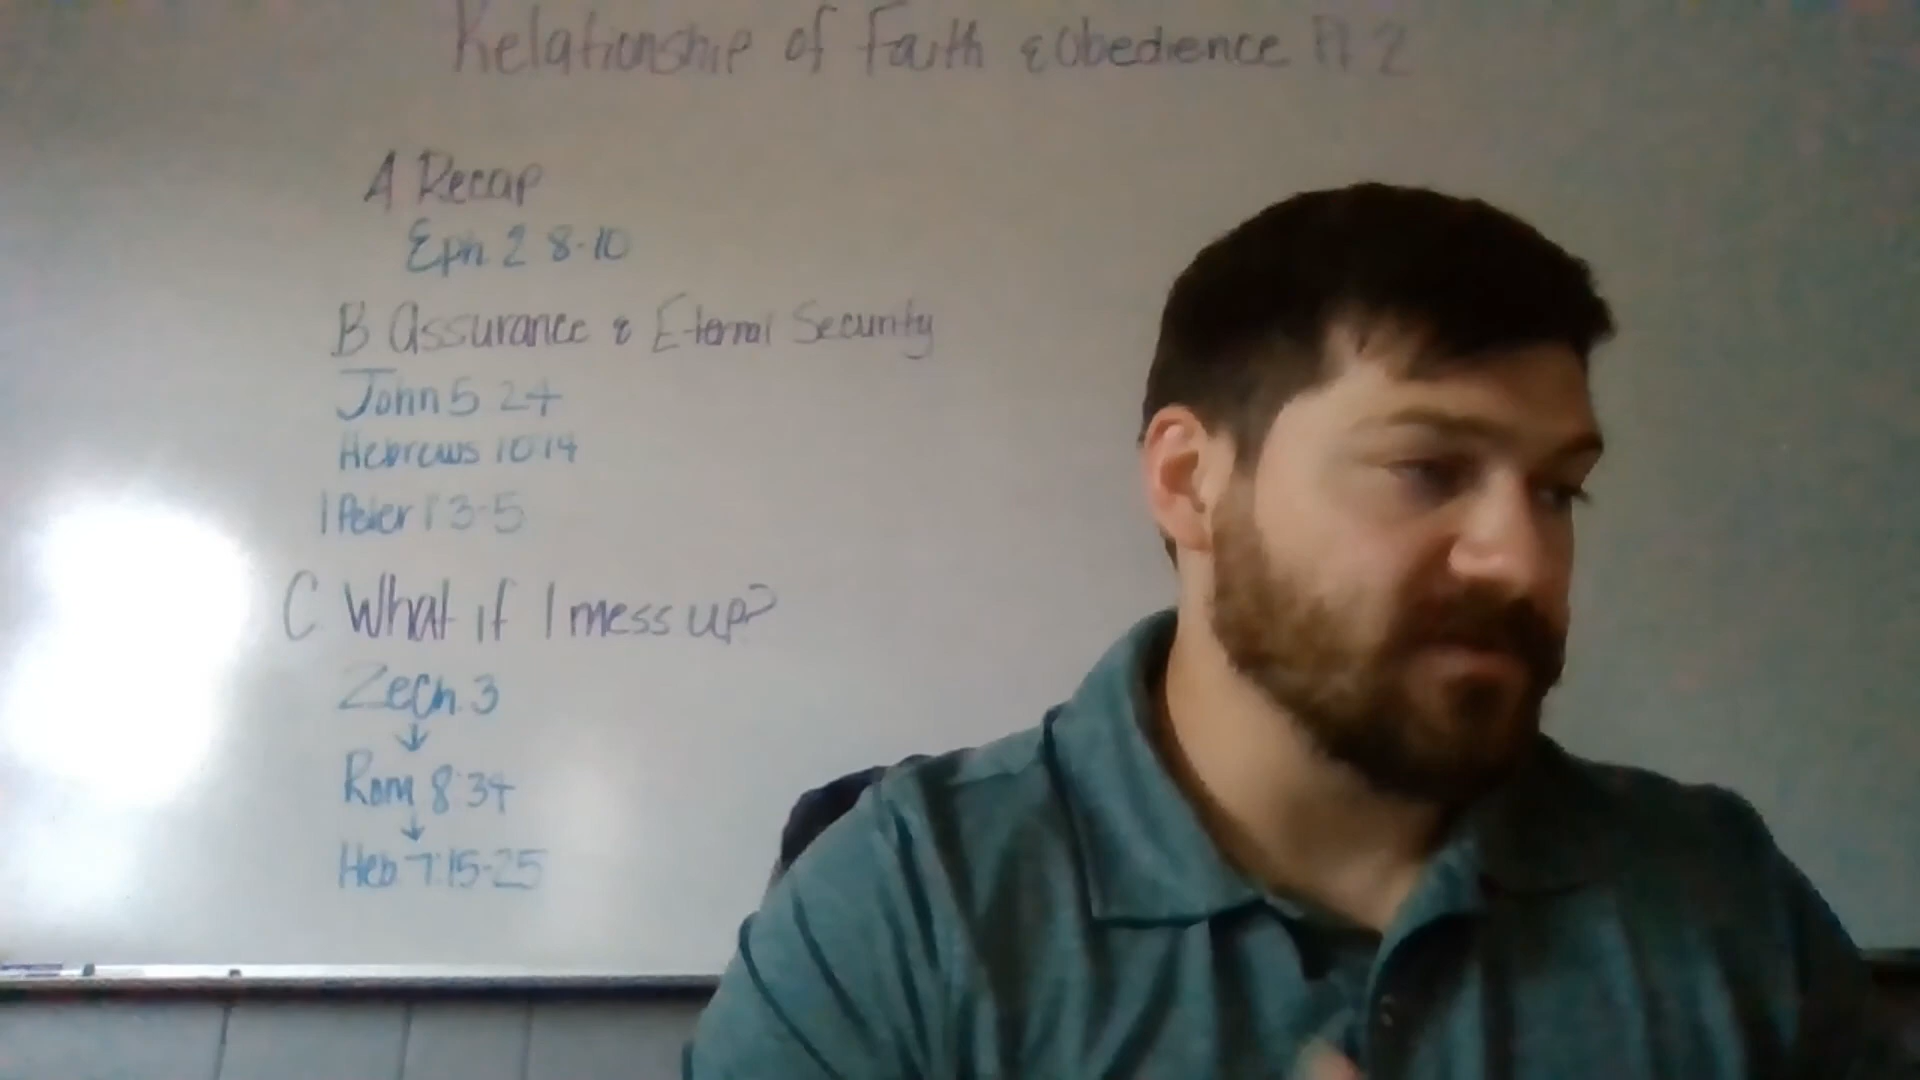 Relationship of Faith & Obedience Pt 2
A Recap
Eph 2 8-10
B Assurance & Eternal Security
John 5 24
Hebrews 10:14
1 Peter 1 3-5
C What if I mess up?
Zech. 3
↓
Rom 8:34
↓
Heb 7:15-25